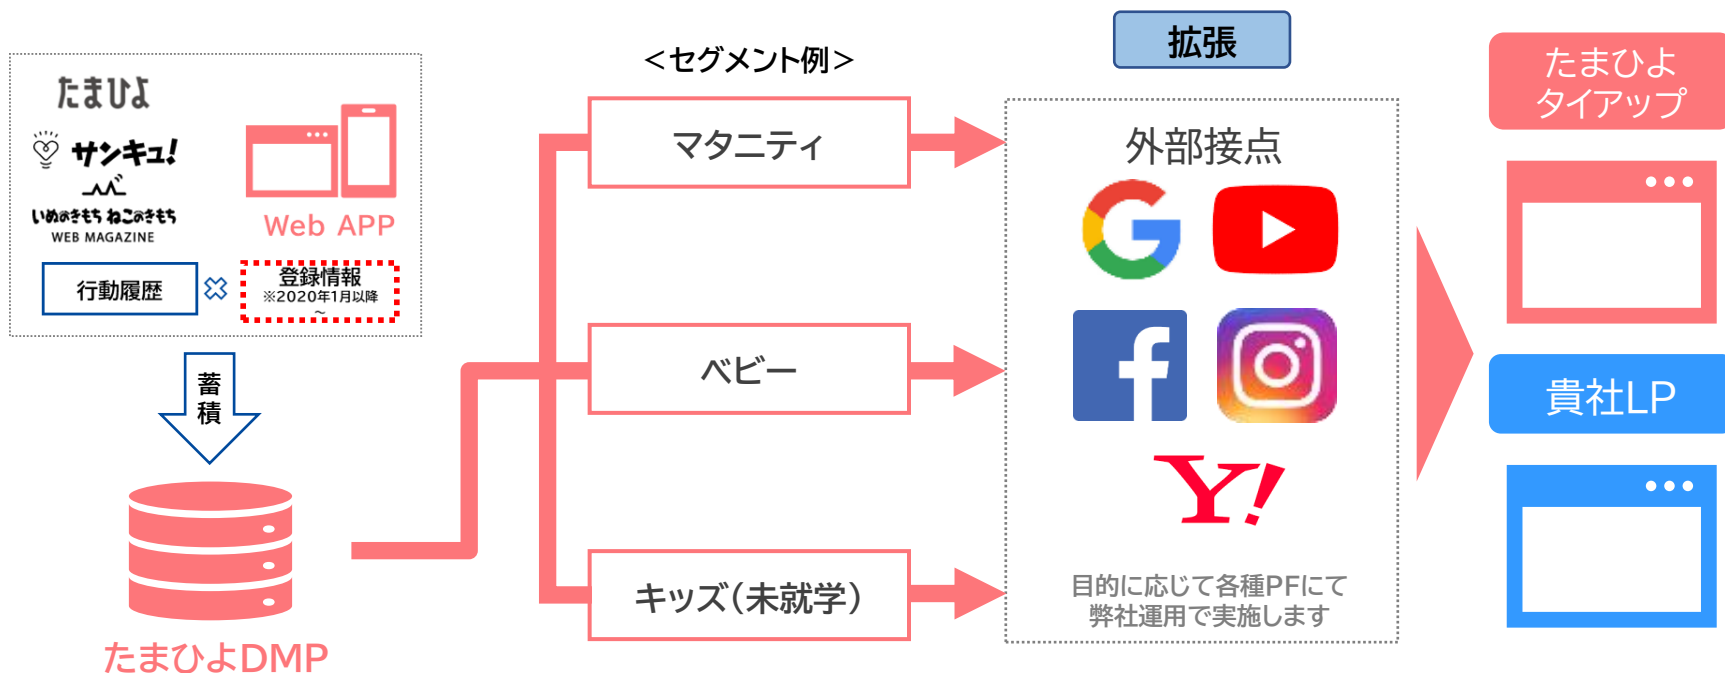 たまひよ
サンキュ!
いぬのきもち ねこのきもち
WEB MAGAZINE
Web APP
行動履歴
登録情報
※2020年1月以降
~
蓄
積
たまひよDMP
<セグメント例>
マタニティ
ベビー
キッズ(未就学)
拡張
外部接点
Y!
目的に応じて各種PFにて
弊社運用で実施します
たまひよ
タイアップ
貴社LP